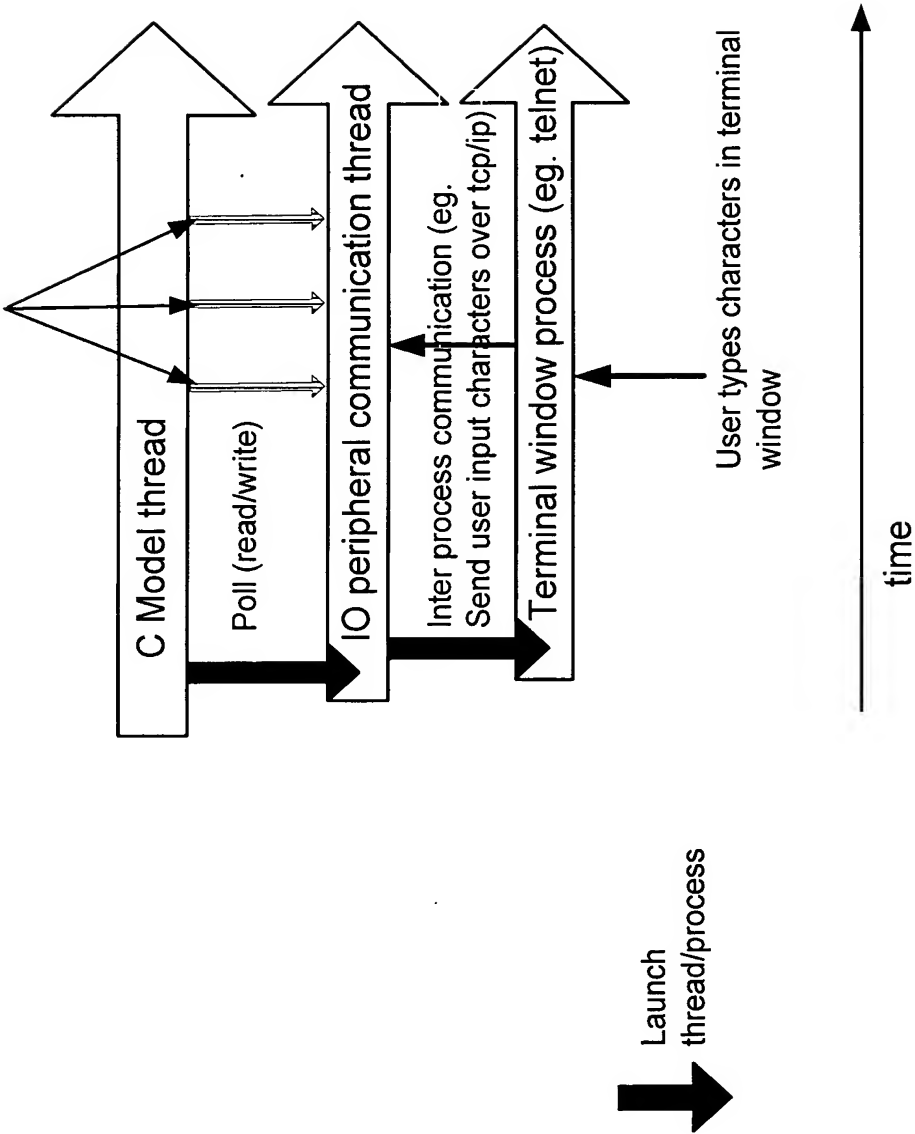 C Model thread
Poll (read/write)
IO peripheral communication thread
Inter process communication (eg.
Send user input characters over tcp/ip)
Terminal window process (eg. telnet)
User types characters in terminal
window
time
Launch
thread/process